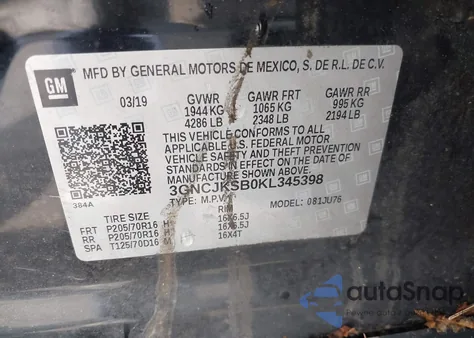 GM
MFD BY GENERAL MOTORS DE MEXICO, S. DE R.L. DE C.V.
03/19 GVWR GAWR FRT GAWR RR
1944 KG 1065 KG 995 KG
4286 LB 2348 LB 2194 LB
THIS VEHICLE CONFORMS TO ALL
APPLICABLE U.S. FEDERAL MOTOR
VEHICLE SAFETY, BUMPER, AND THEFT
PREVENTION STANDARDS IN EFFECT ON
THE DATE OF MANUFACTURE SHOWN ABOVE.
3GNCJKSB0KL345398
384A TYPE: M.P.V. MODEL: 081JU76
TIRE SIZE RIM
FRT P205/70R16 H 16X6.5J
RR P205/70R16 H 16X6.5J
SP T125/70D16 M 16X4T
autoSnap